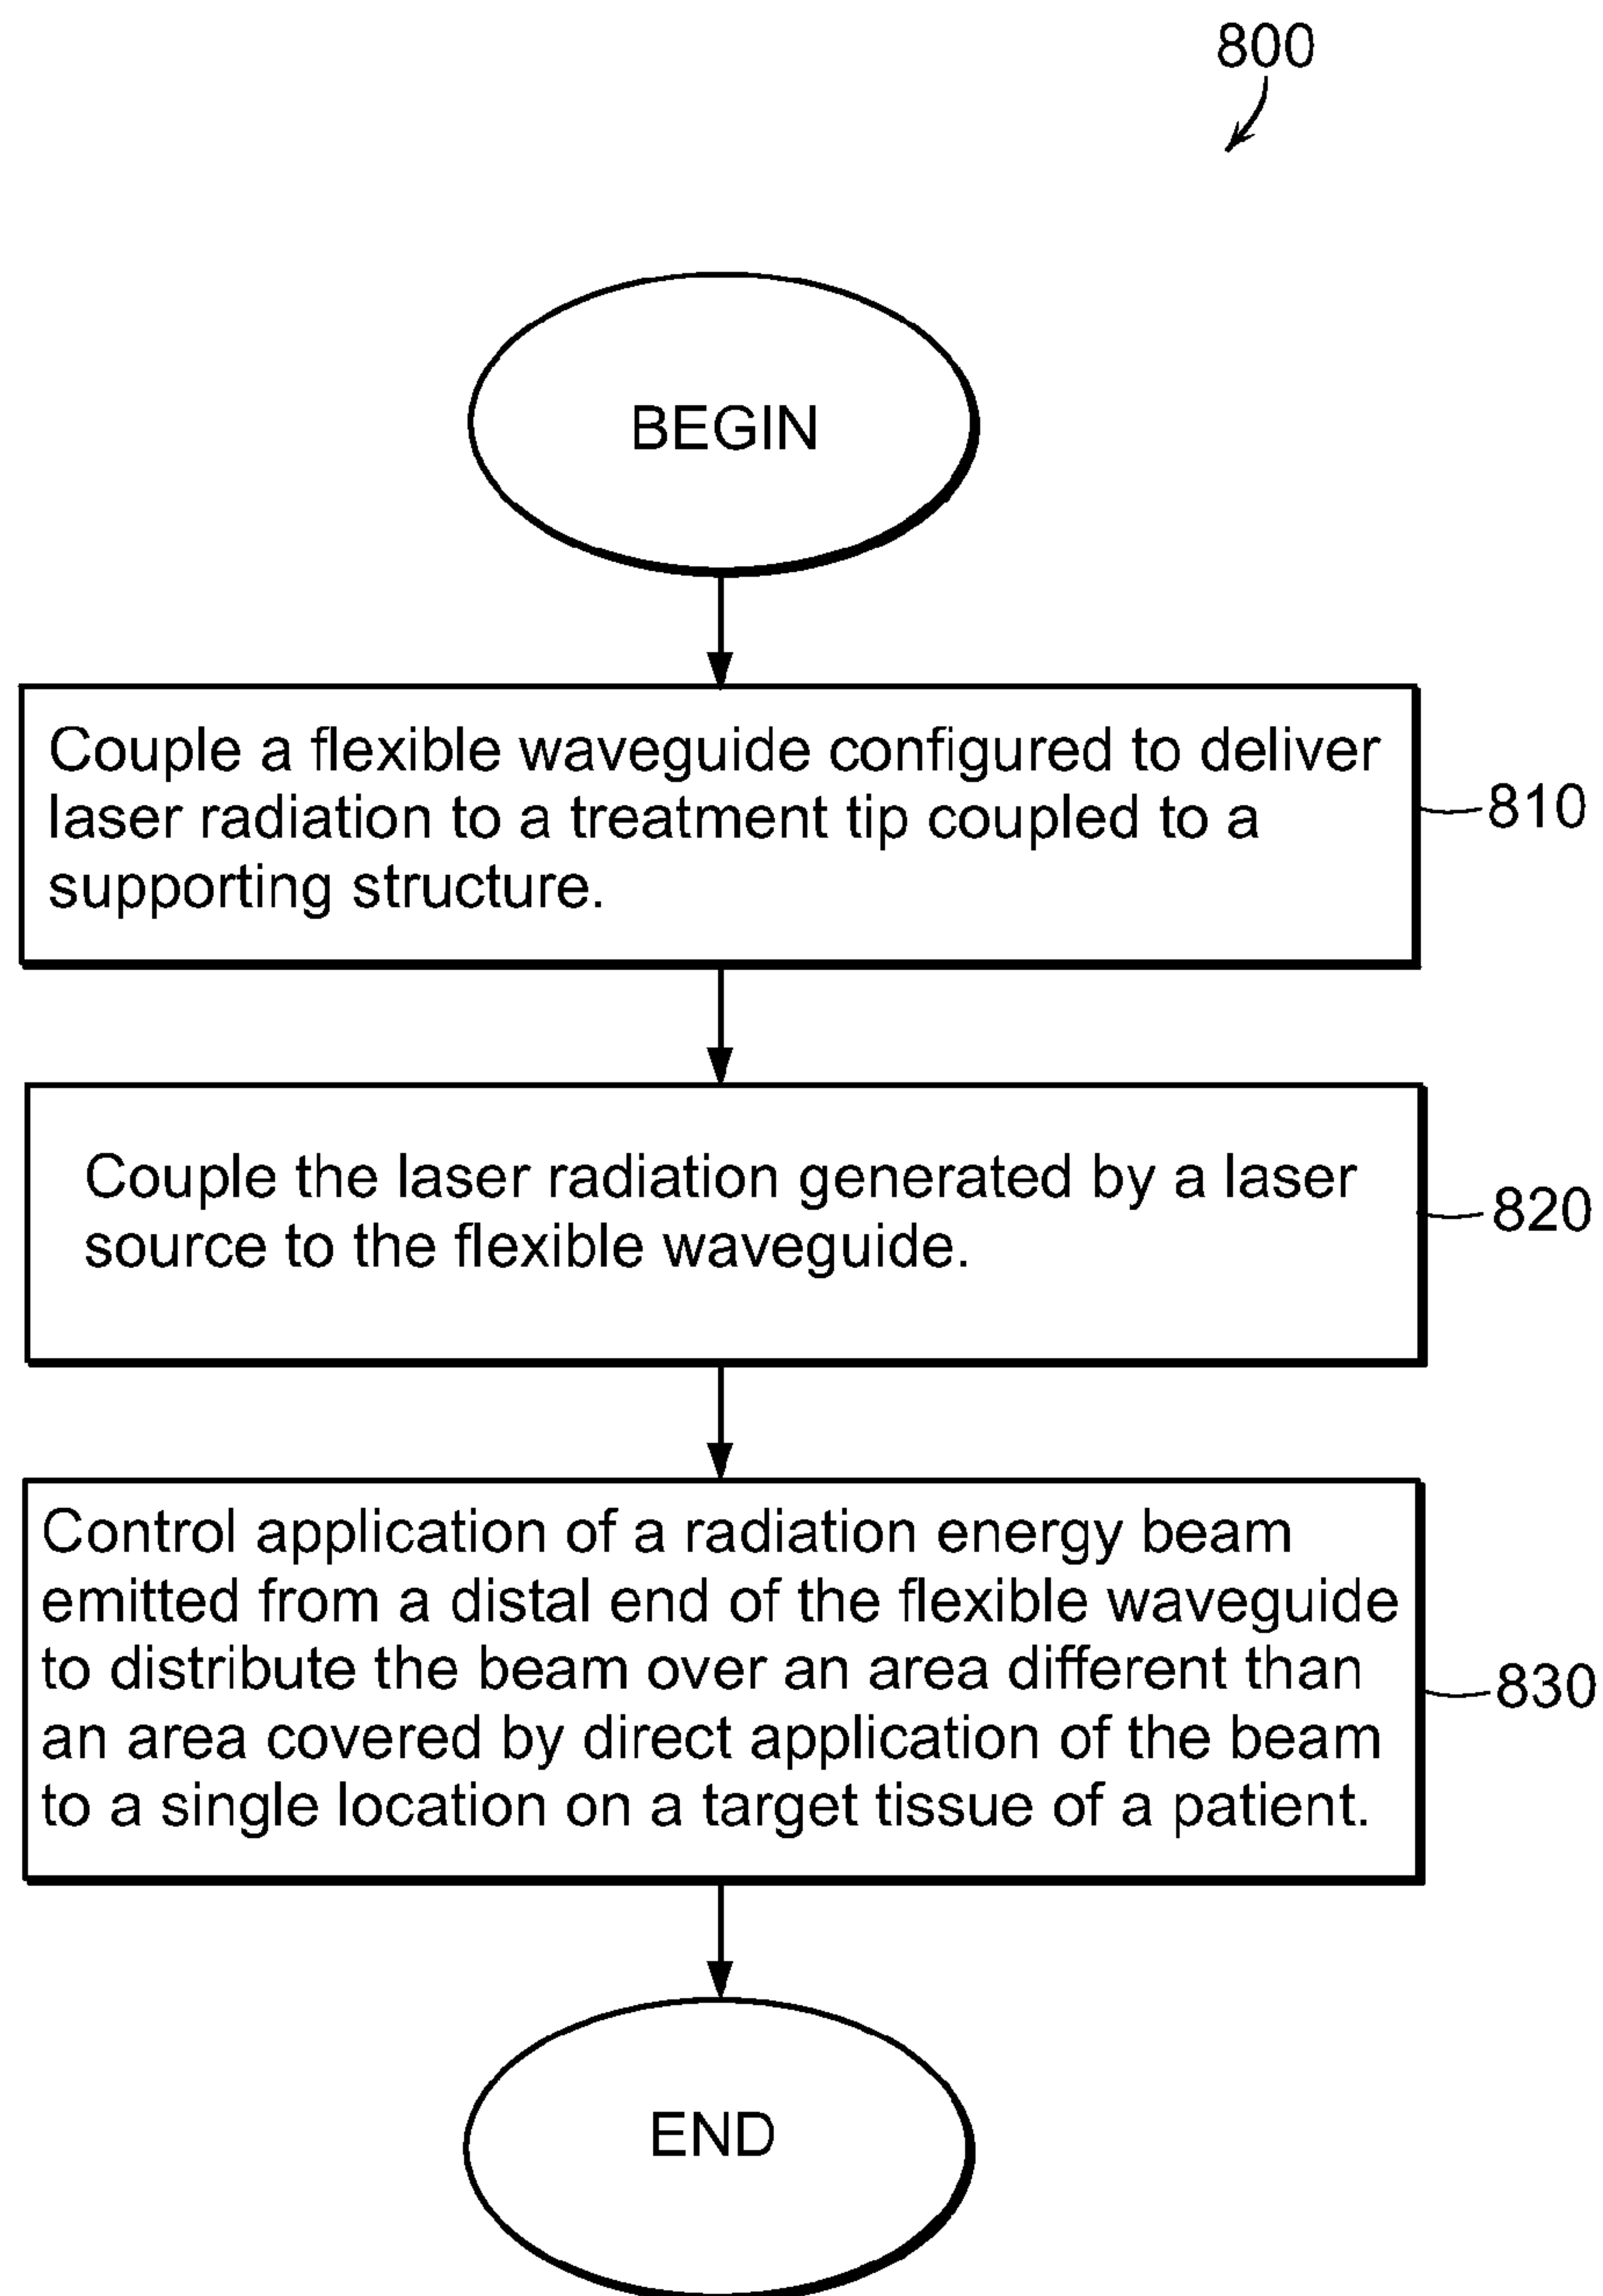 800
BEGIN
Couple a flexible waveguide configured to deliver
laser radiation to a treatment tip coupled to a
supporting structure.
810
Couple the laser radiation generated by a laser
source to the flexible waveguide.
820
Control application of a radiation energy beam
emitted from a distal end of the flexible waveguide
to distribute the beam over an area different than
an area covered by direct application of the beam
to a single location on a target tissue of a patient.
830
END